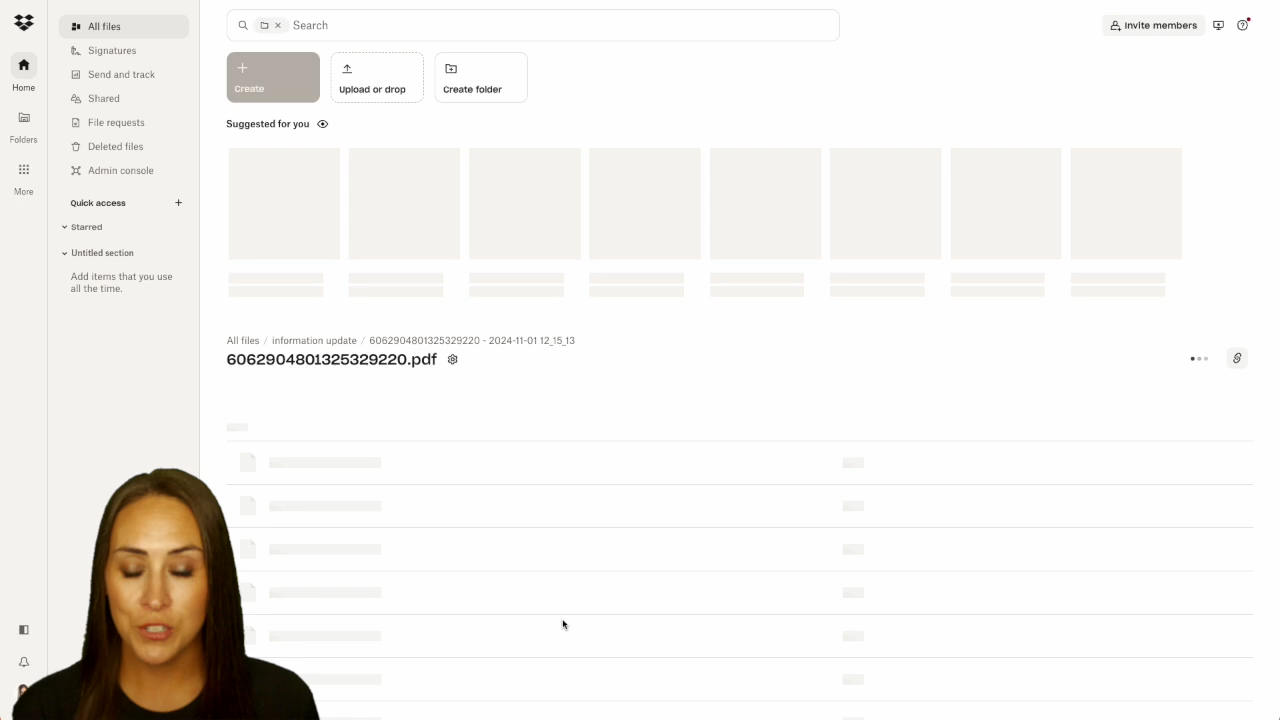 All files
Signatures
Send and track
Shared
File requests
Deleted files
Admin console
Quick access
Starred
Untitled section
Add items that you use
all the time.
Home
Folders
More
Search
Invite members
Create
Upload or drop
Create folder
Suggested for you
All files / information update / 6062904801325329220 - 2024-11-01 12_15_13
6062904801325329220.pdf